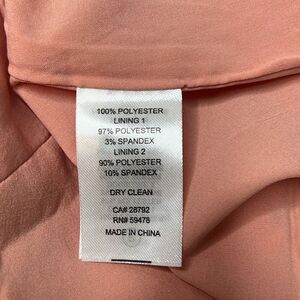 100% POLYESTER
LINING 1
97% POLYESTER
3% SPANDEX
LINING 2
90% POLYESTER
10% SPANDEX
DRY CLEAN
CA# 28792
RN# 59478
MADE IN CHINA